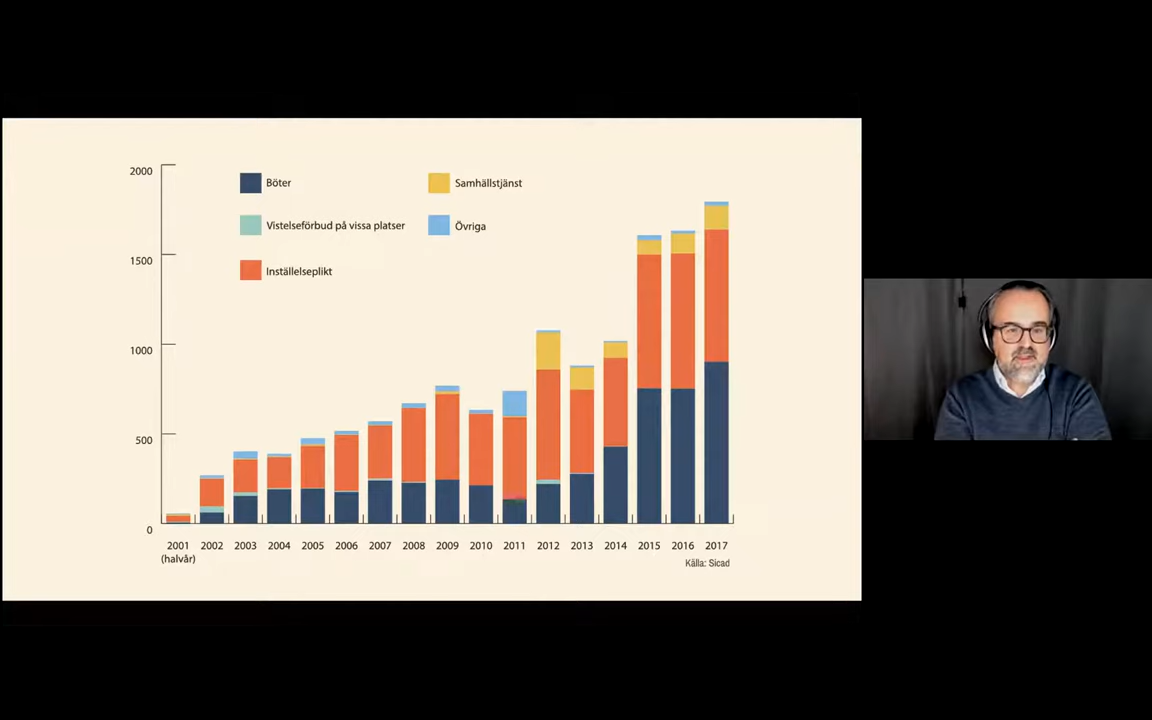 2000
1500
1000
500
0
Böter
Samhällstjänst
Vistelseförbud på vissa platser
Övriga
Inställelseplikt
2001 2002 2003 2004 2005 2006 2007 2008 2009 2010 2011 2012 2013 2014 2015 2016 2017
(halvår)
Källa: Sicad